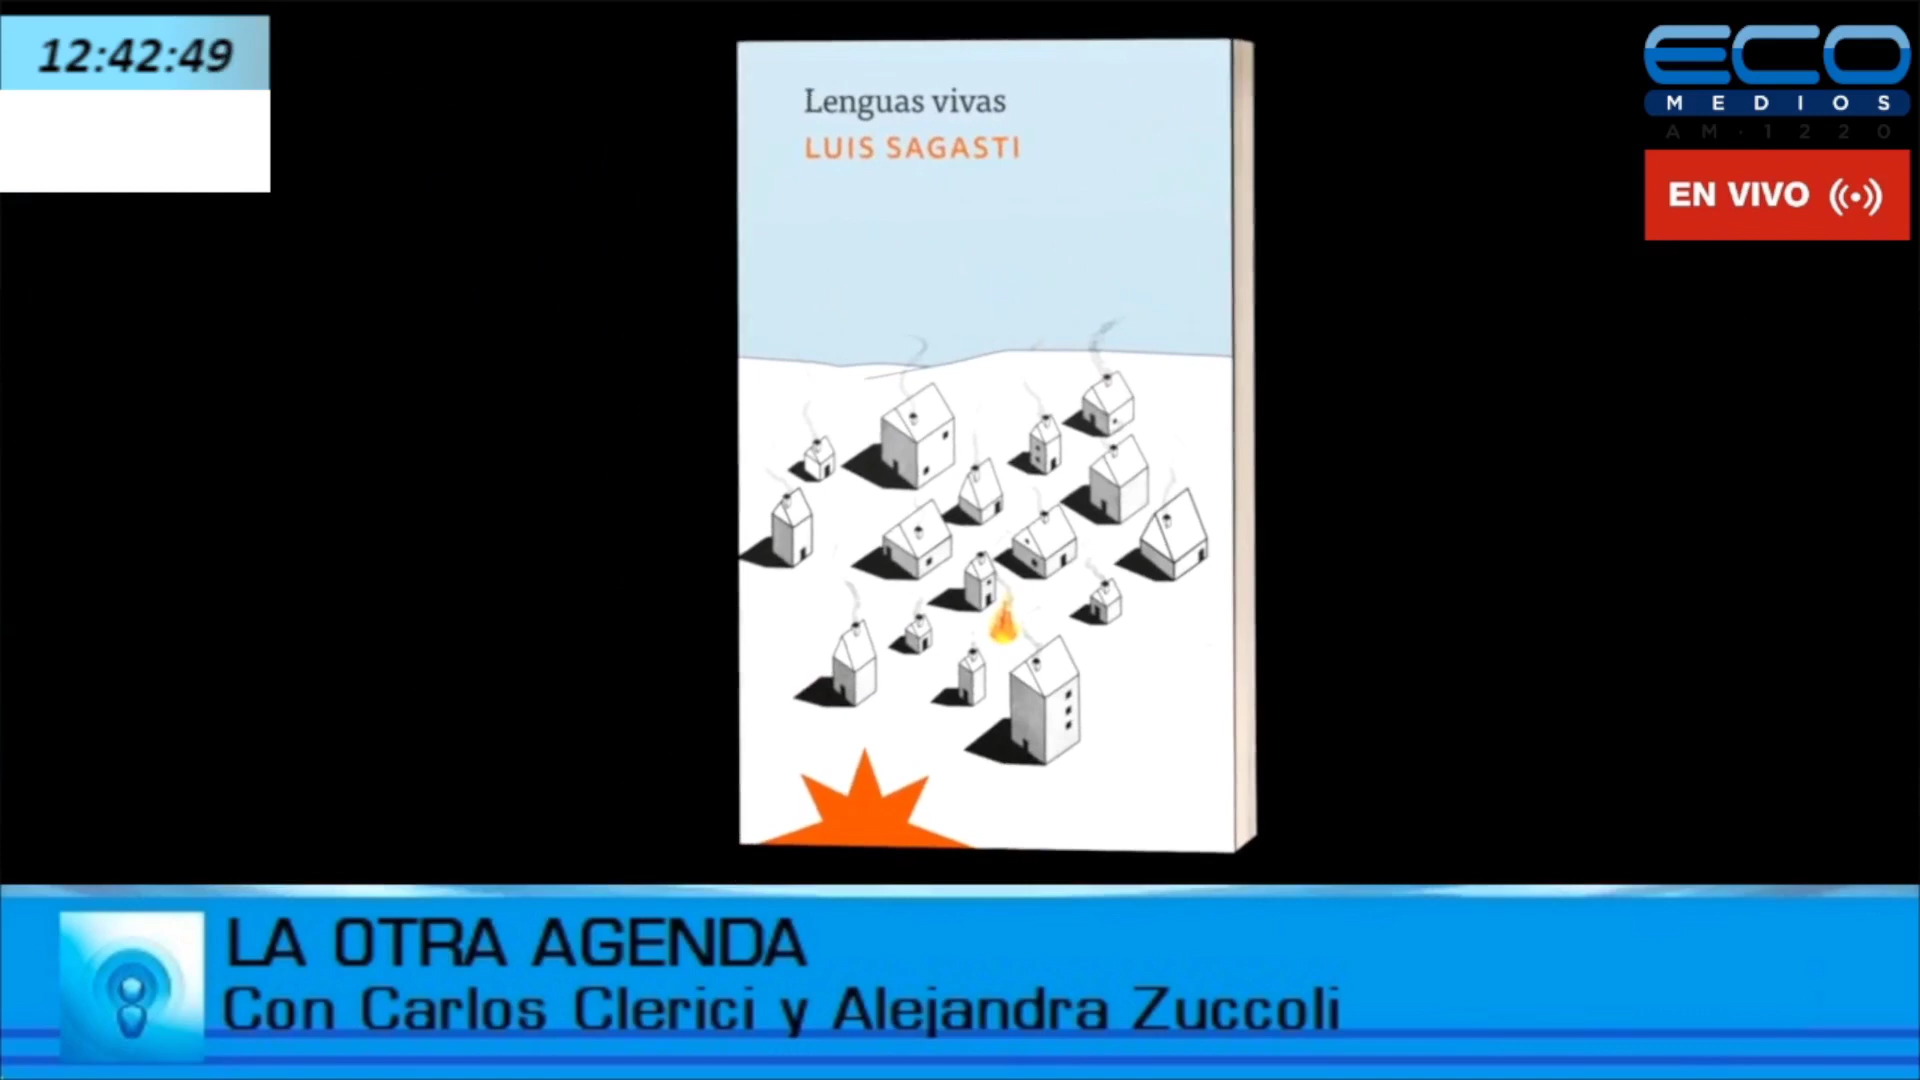 12:42:49
Lenguas vivas
LUIS SAGASTI
ECO
MEDIOS
AM·1220
EN VIVO
LA OTRA AGENDA
Con Carlos Clerici y Alejandra Zuccoli